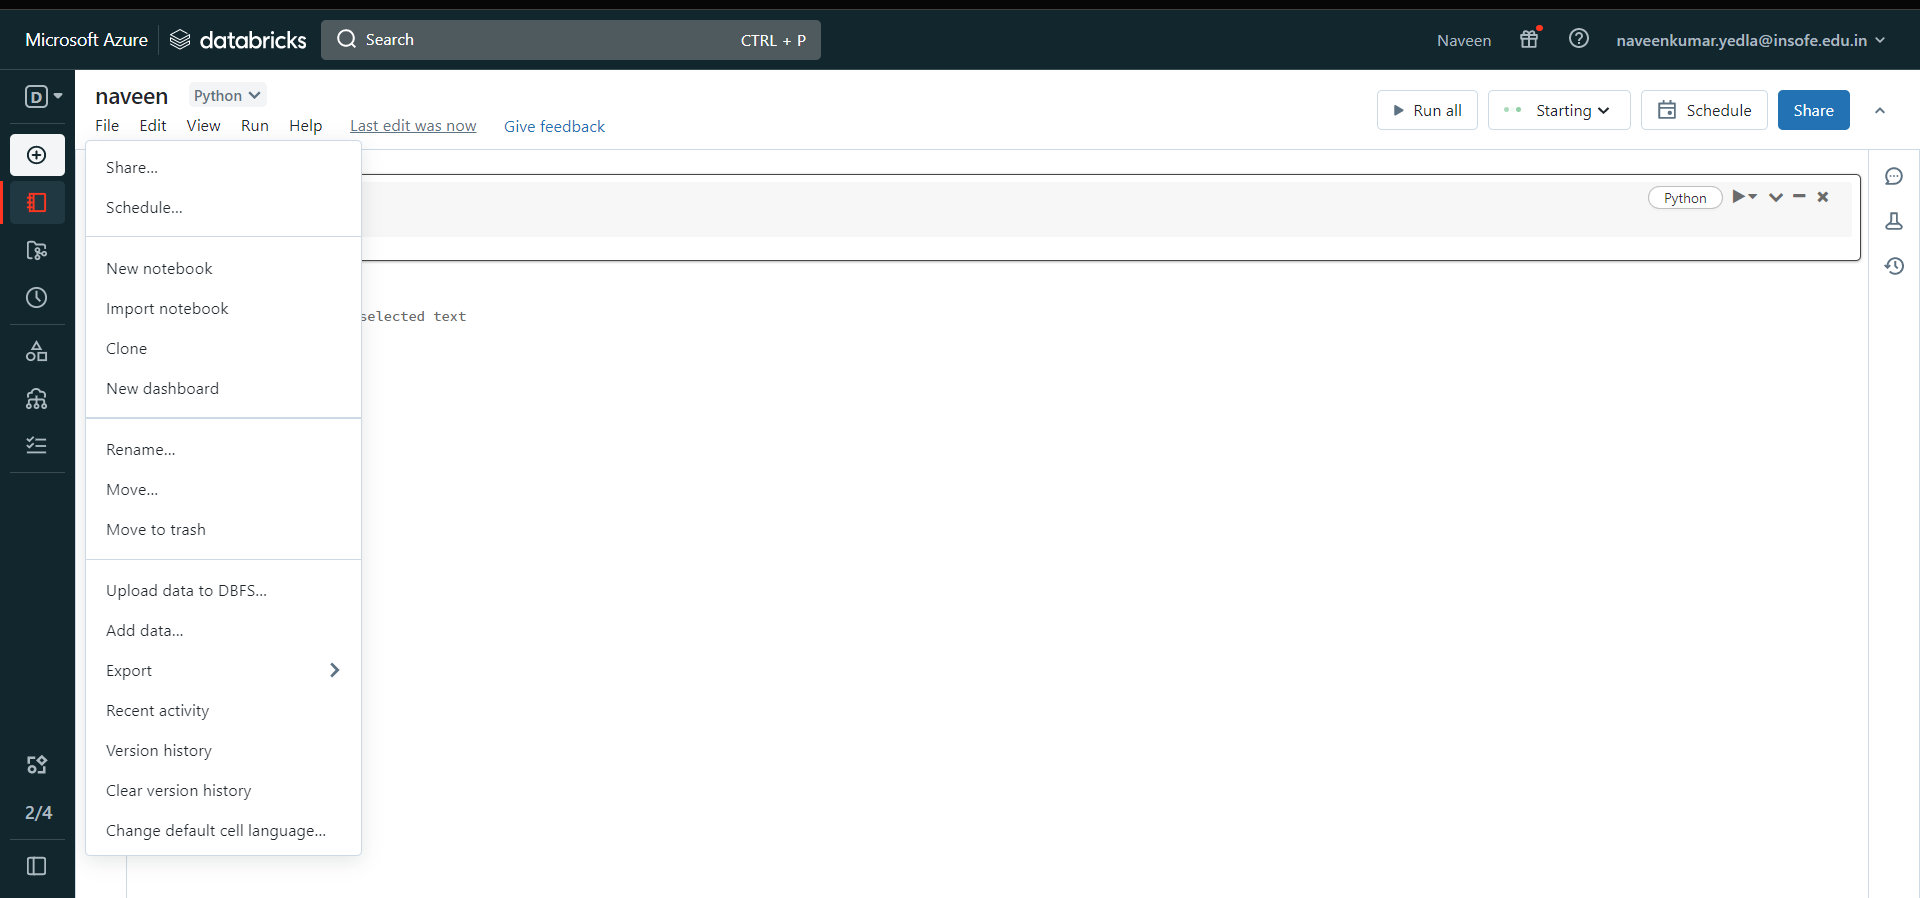 Microsoft Azure databricks Search CTRL + P Naveen naveenkumar.yedla@insofe.edu.in
D naveen Python
File Edit View Run Help Last edit was now Give feedback Run all Starting Schedule Share
Share...
Schedule...
Python
New notebook
Import notebook
selected text
Clone
New dashboard
Rename...
Move...
Move to trash
Upload data to DBFS...
Add data...
Export
Recent activity
Version history
Clear version history
2/4
Change default cell language...